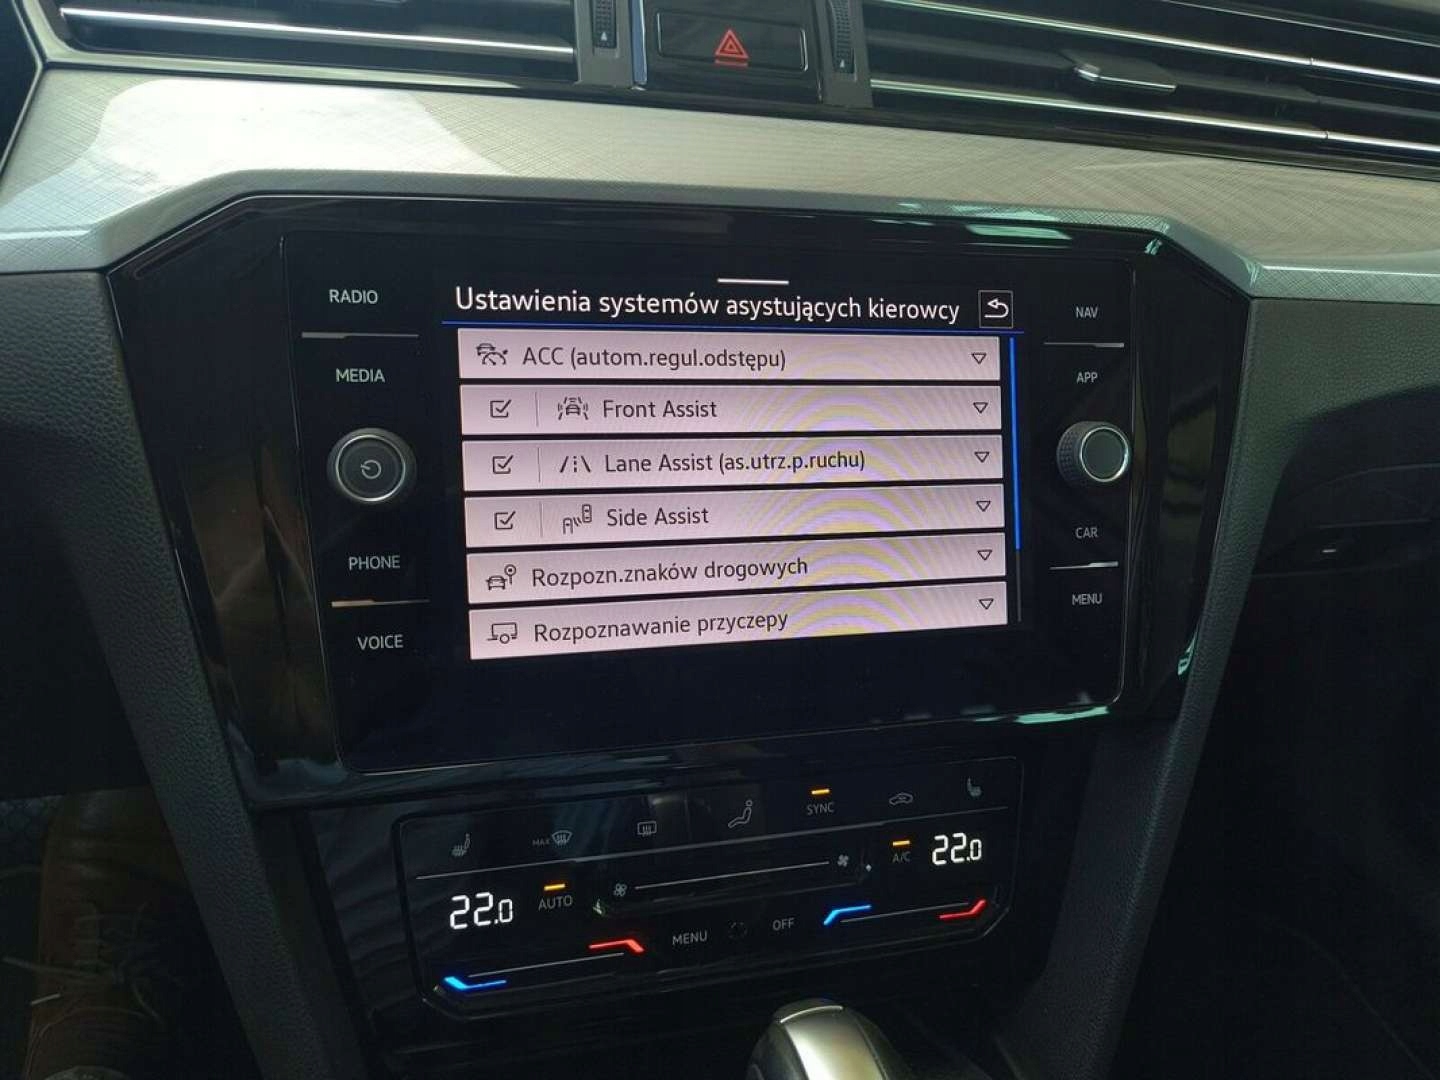 RADIO
MEDIA
PHONE
VOICE
Ustawienia systemów asystujących kierowcy
ACC (autom.regul.odstępu)
Front Assist
Lane Assist (as.utrz.p.ruchu)
Side Assist
Rozpozn.znaków drogowych
Rozpoznawanie przyczepy
NAV
APP
CAR
MENU
MAX
SYNC
22.0
AUTO
A/C
22.0
MENU
OFF